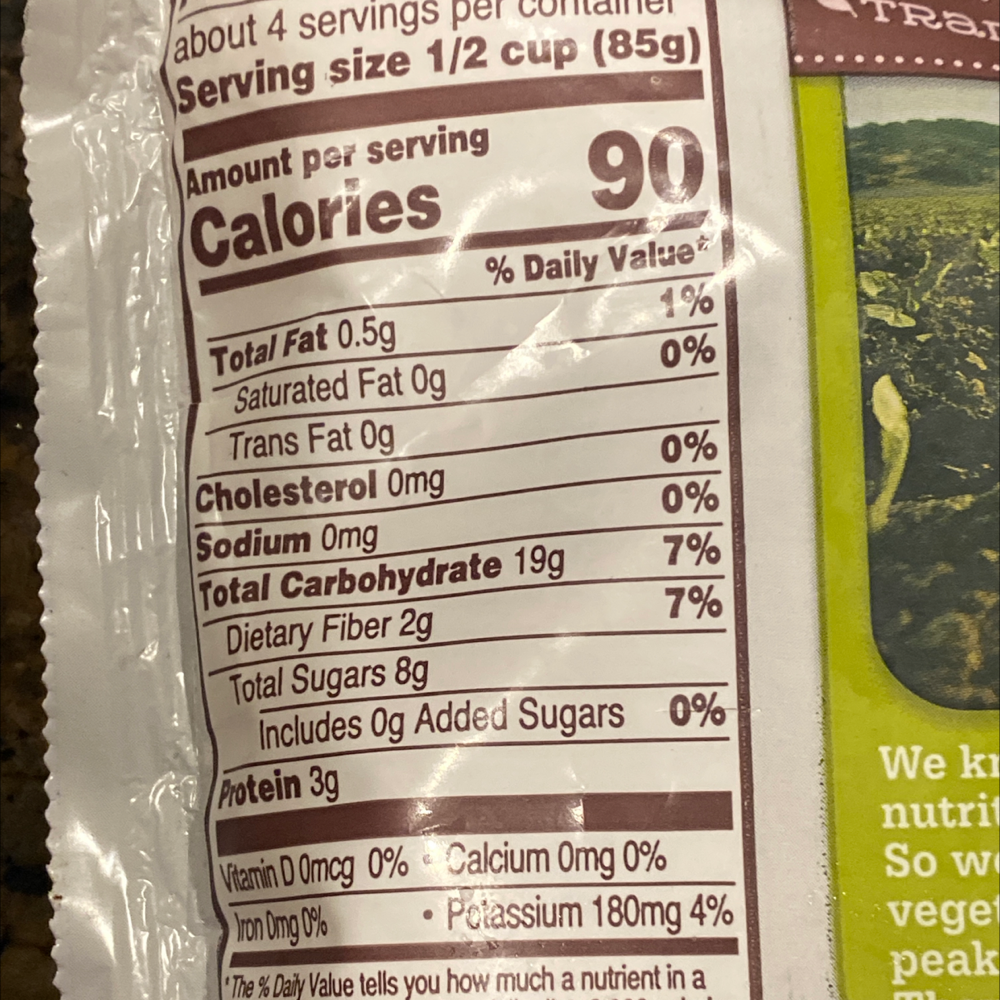 about 4 servings per container
Serving size 1/2 cup (85g)
Amount per serving
Calories 90
% Daily Value*
Total Fat 0.5g 1%
Saturated Fat 0g 0%
Trans Fat 0g
Cholesterol 0mg 0%
Sodium 0mg 0%
Total Carbohydrate 19g 7%
Dietary Fiber 2g 7%
Total Sugars 8g
Includes 0g Added Sugars 0%
Protein 3g
Vitamin D 0mcg 0% • Calcium 0mg 0%
Iron 0mg 0% • Potassium 180mg 4%
*The % Daily Value tells you how much a nutrient in a
We
So
peak